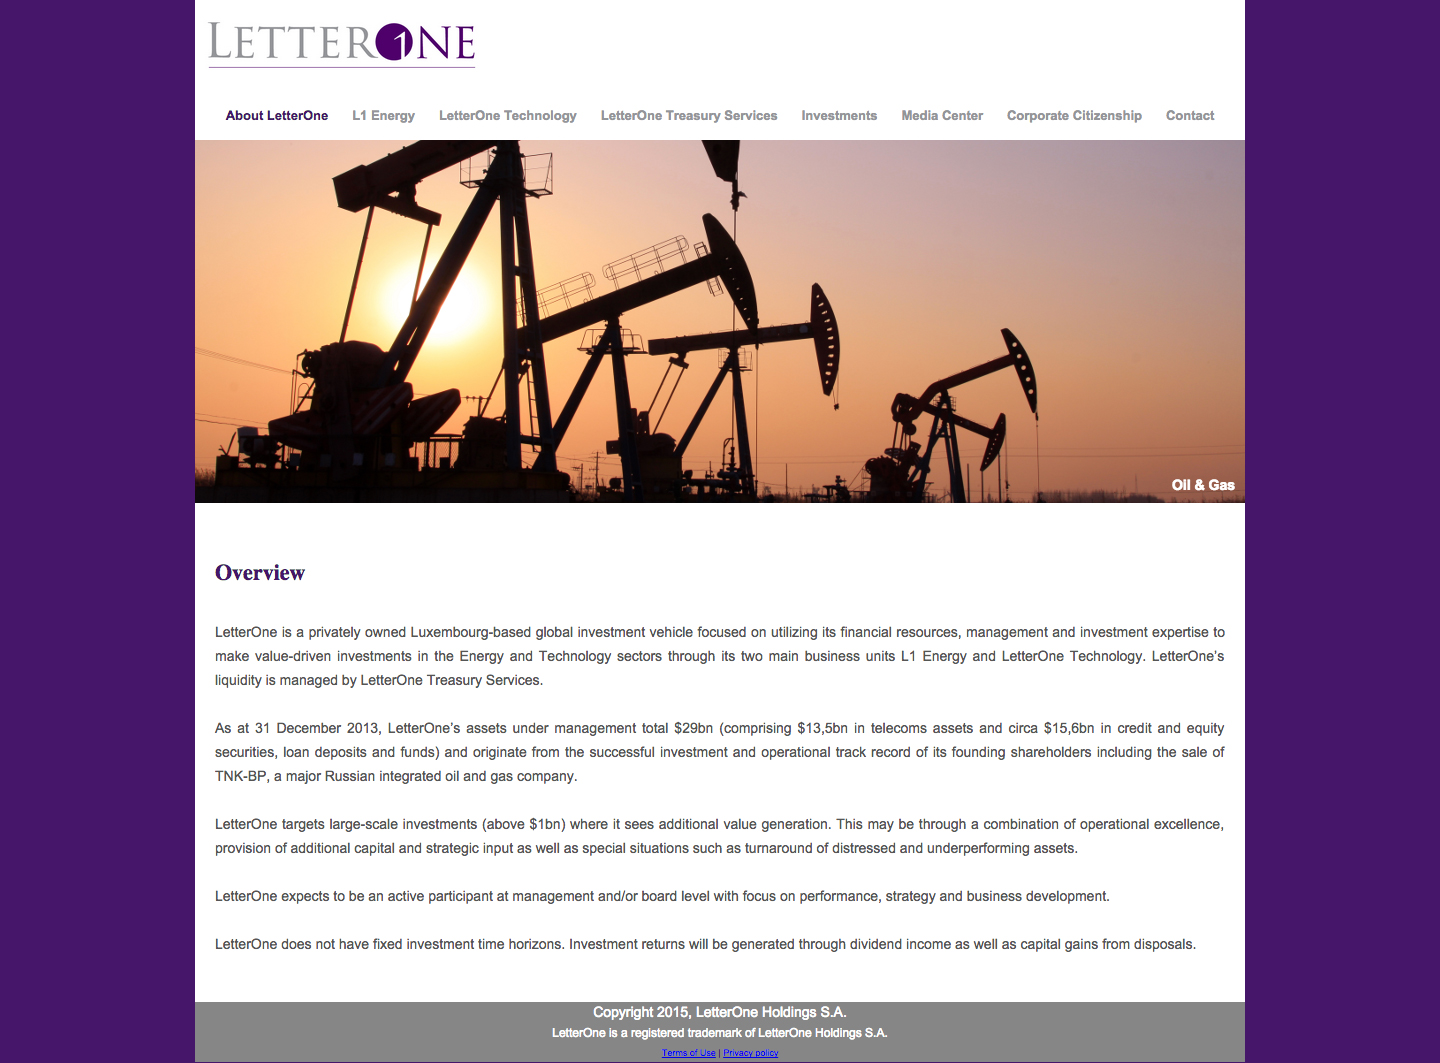 LETTER1NE
About LetterOne L1 Energy LetterOne Technology LetterOne Treasury Services Investments Media Center Corporate Citizenship Contact
Oil & Gas
Overview
LetterOne is a privately owned Luxembourg-based global investment vehicle focused on utilizing its financial resources, management and investment expertise to
make value-driven investments in the Energy and Technology sectors through its two main business units L1 Energy and LetterOne Technology. LetterOne’s
liquidity is managed by LetterOne Treasury Services.
As at 31 December 2013, LetterOne’s assets under management total $29bn (comprising $13,5bn in telecoms assets and circa $15,6bn in credit and equity
securities, loan deposits and funds) and originate from the successful investment and operational track record of its founding shareholders including the sale of
TNK-BP, a major Russian integrated oil and gas company.
LetterOne targets large-scale investments (above $1bn) where it sees additional value generation. This may be through a combination of operational excellence,
provision of additional capital and strategic input as well as special situations such as turnaround of distressed and underperforming assets.
LetterOne expects to be an active participant at management and/or board level with focus on performance, strategy and business development.
LetterOne does not have fixed investment time horizons. Investment returns will be generated through dividend income as well as capital gains from disposals.
Copyright 2015, LetterOne Holdings S.A.
LetterOne is a registered trademark of LetterOne Holdings S.A.
Terms of Use | Privacy policy